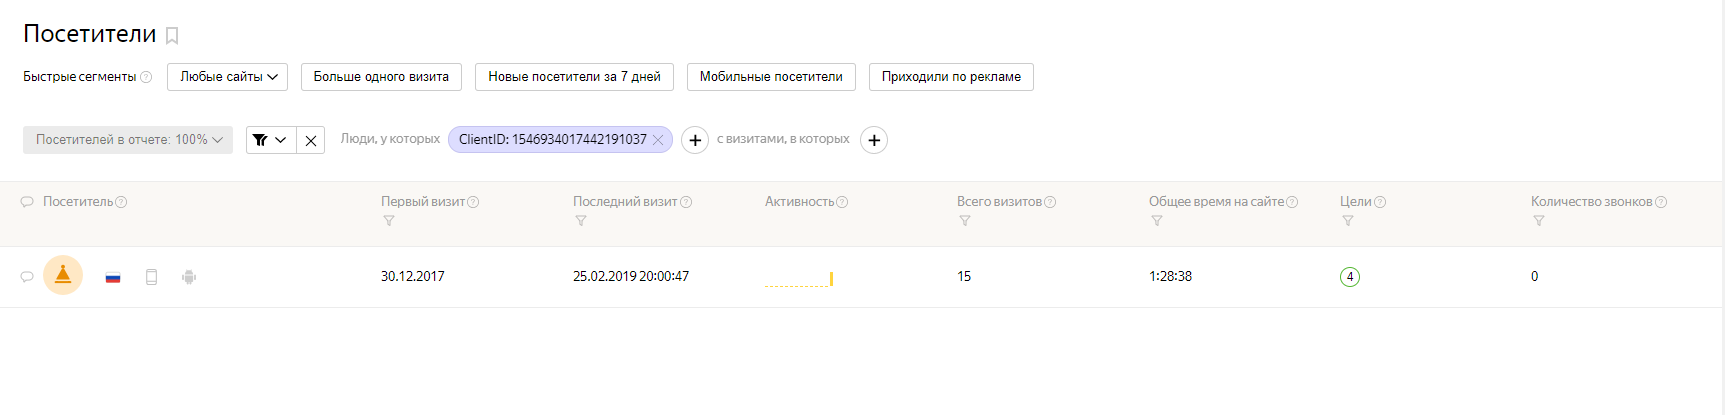 Посетители
Быстрые сегменты ? Любые сайты Больше одного визита Новые посетители за 7 дней Мобильные посетители Приходили по рекламе
Посетителей в отчете: 100% Люди, у которых ClientID: 1546934017442191037 с визитами, в которых
Посетитель ? Первый визит ? Последний визит ? Активность ? Всего визитов ? Общее время на сайте ? Цели ? Количество звонков ?
30.12.2017 25.02.2019 20:00:47 15 1:28:38 4 0